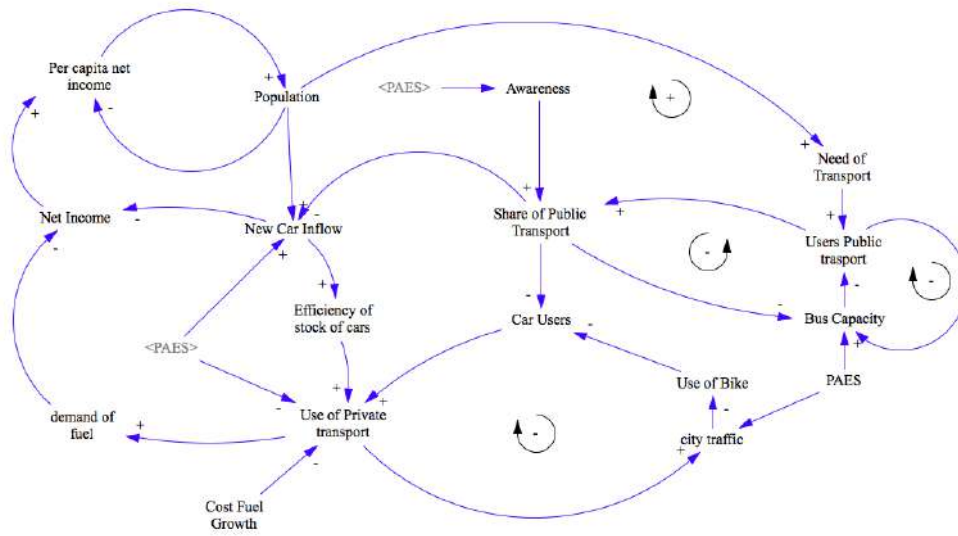 Per capita net
income
Population
<PAES>
Awareness
Need of
Transport
Net Income
New Car Inflow
Share of Public
Transport
Users Public
trasport
Efficiency of
stock of cars
Car Users
Bus Capacity
<PAES>
Use of Bike
PAES
demand of
fuel
Use of Private
transport
city traffic
Cost Fuel
Growth